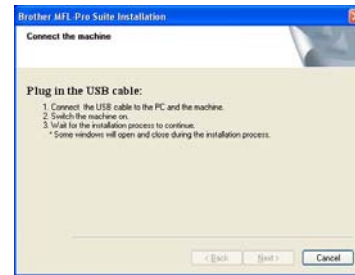 Brother MFL-Pro Suite Installation
Connect the machine
Plug in the USB cable:
1. Connect the USB cable to the PC and the machine.
2. Switch the machine on.
3. Wait for the installation process to continue.
* Some windows will open and close during the installation process.
< Back Next > Cancel